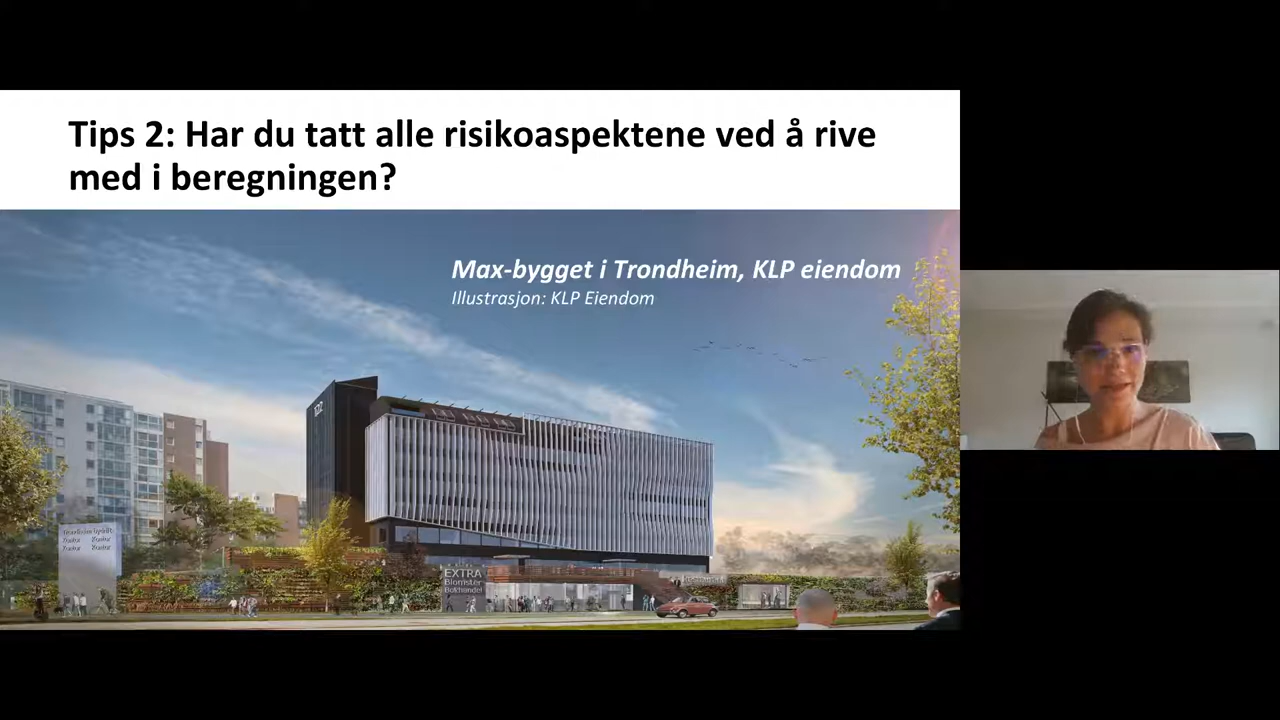 Tips 2: Har du tatt alle risikoaspektene ved å rive
med i beregningen?
Max-bygget i Trondheim, KLP eiendom
Illustrasjon: KLP Eiendom
EXTRA
Blomster
Bokhandel